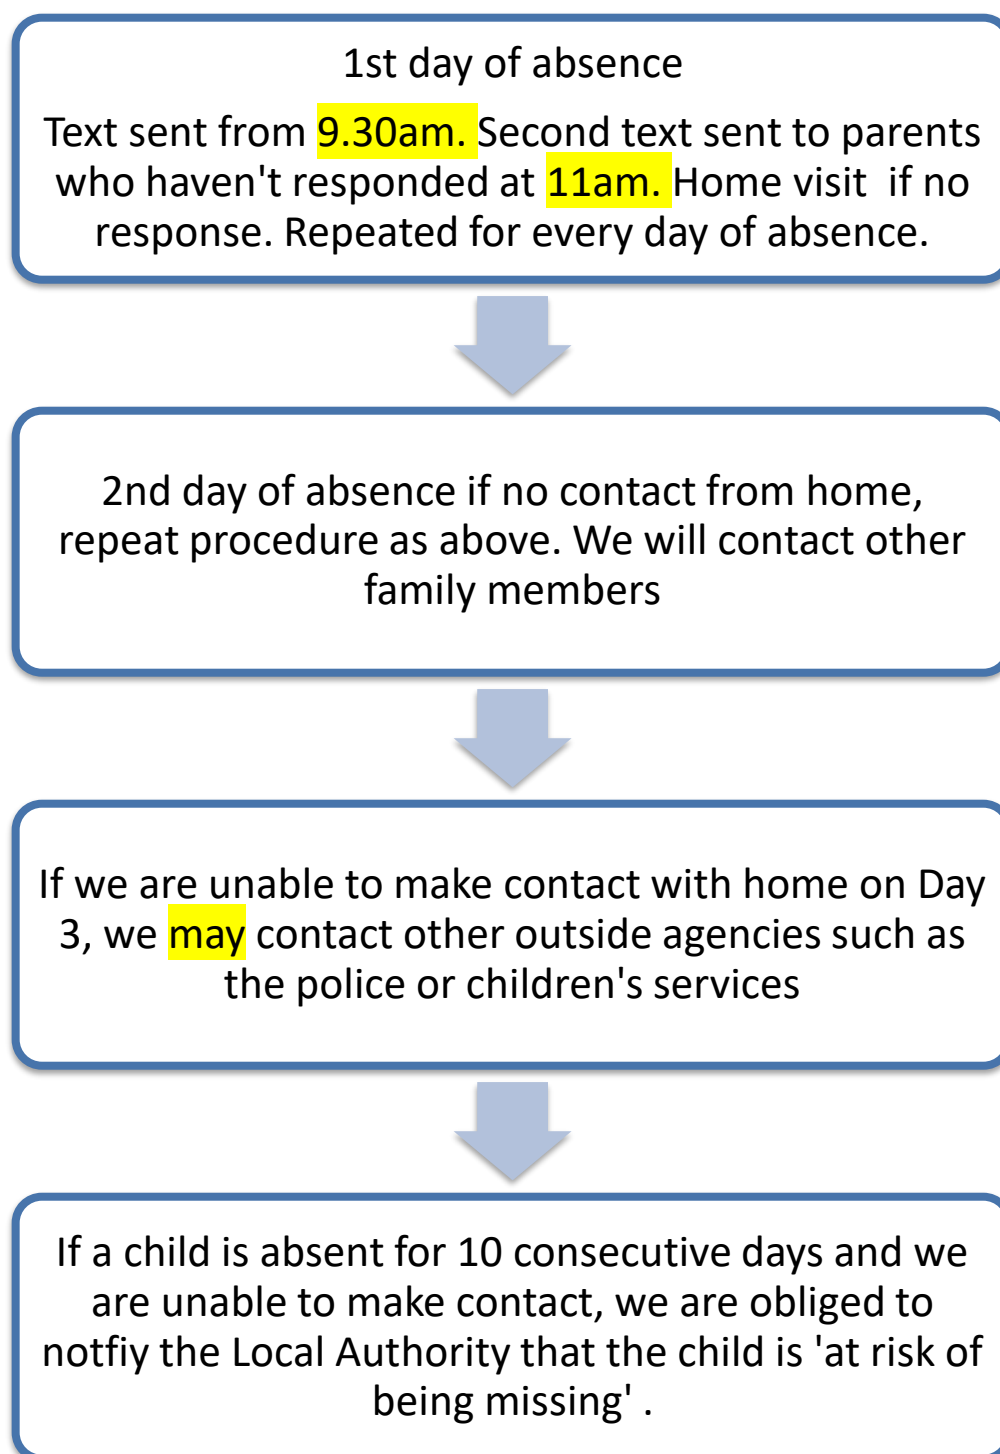 1st day of absence
Text sent from 9.30am. Second text sent to parents
who haven't responded at 11am. Home visit  if no
response. Repeated for every day of absence.
2nd day of absence if no contact from home,
repeat procedure as above. We will contact other
family members
If we are unable to make contact with home on Day
3, we may contact other outside agencies such as
the police or children's services
If a child is absent for 10 consecutive days and we
are unable to make contact, we are obliged to
notfiy the Local Authority that the child is 'at risk of
being missing' .